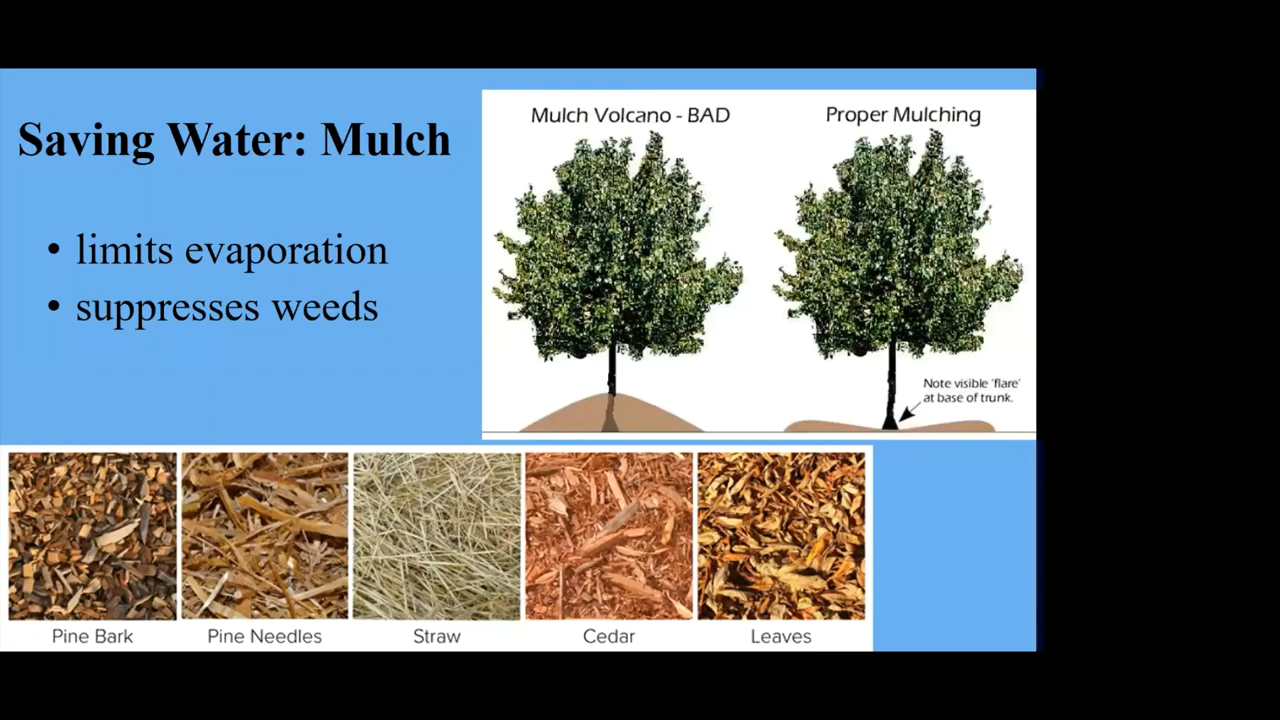 Saving Water: Mulch
• limits evaporation
• suppresses weeds
Mulch Volcano - BAD
Proper Mulching
Note visible 'flare'
at base of trunk.
Pine Bark
Pine Needles
Straw
Cedar
Leaves